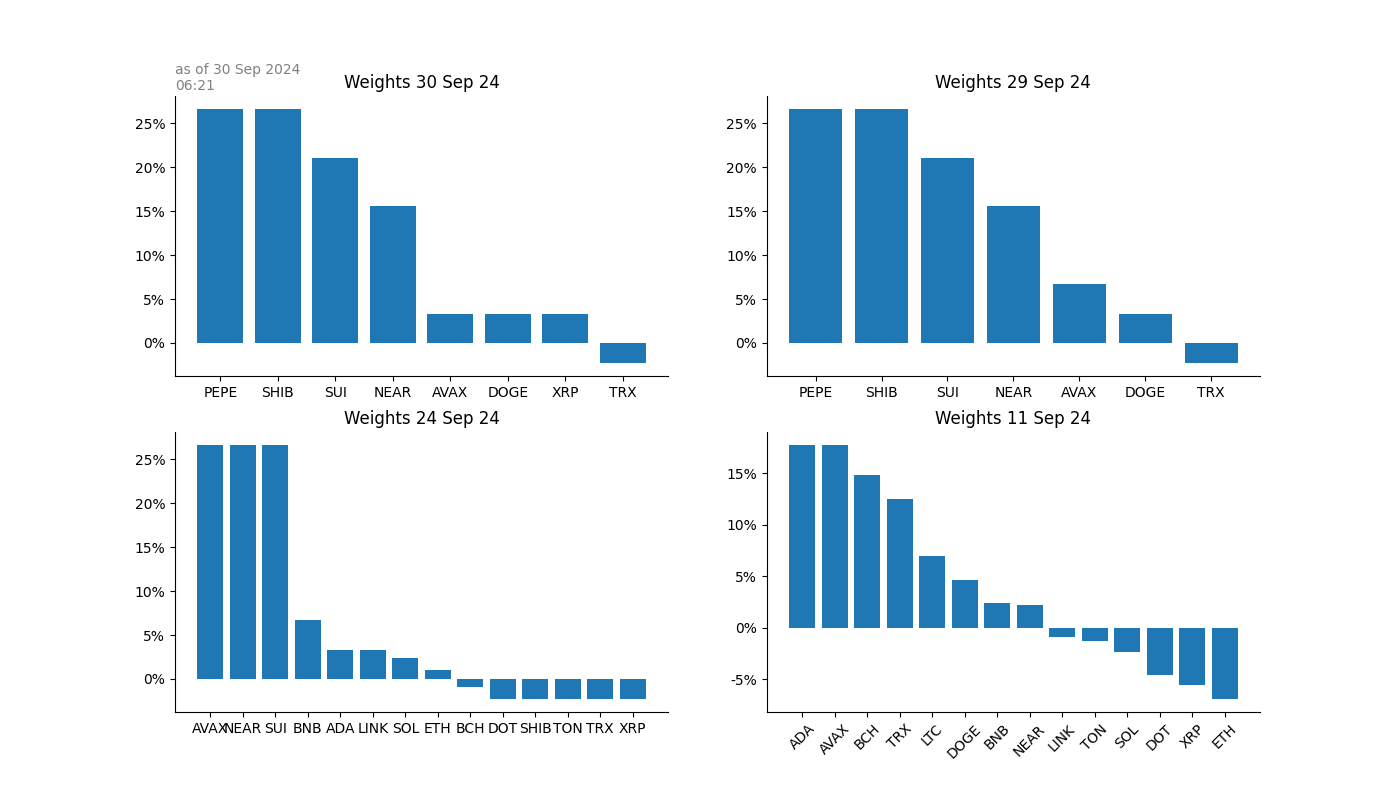 as of 30 Sep 2024
06:21
Weights 30 Sep 24
25%
20%
15%
10%
5%
0%
PEPE SHIB SUI NEAR AVAX DOGE XRP TRX
Weights 29 Sep 24
25%
20%
15%
10%
5%
0%
PEPE SHIB SUI NEAR AVAX DOGE TRX
Weights 24 Sep 24
25%
20%
15%
10%
5%
0%
AVAX NEAR SUI BNB ADA LINK SOL ETH BCH DOT SHIB TON TRX XRP
Weights 11 Sep 24
15%
10%
5%
0%
-5%
ADA AVAX BCH TRX LTC DOGE BNB NEAR LINK TON SOL DOT XRP ETH